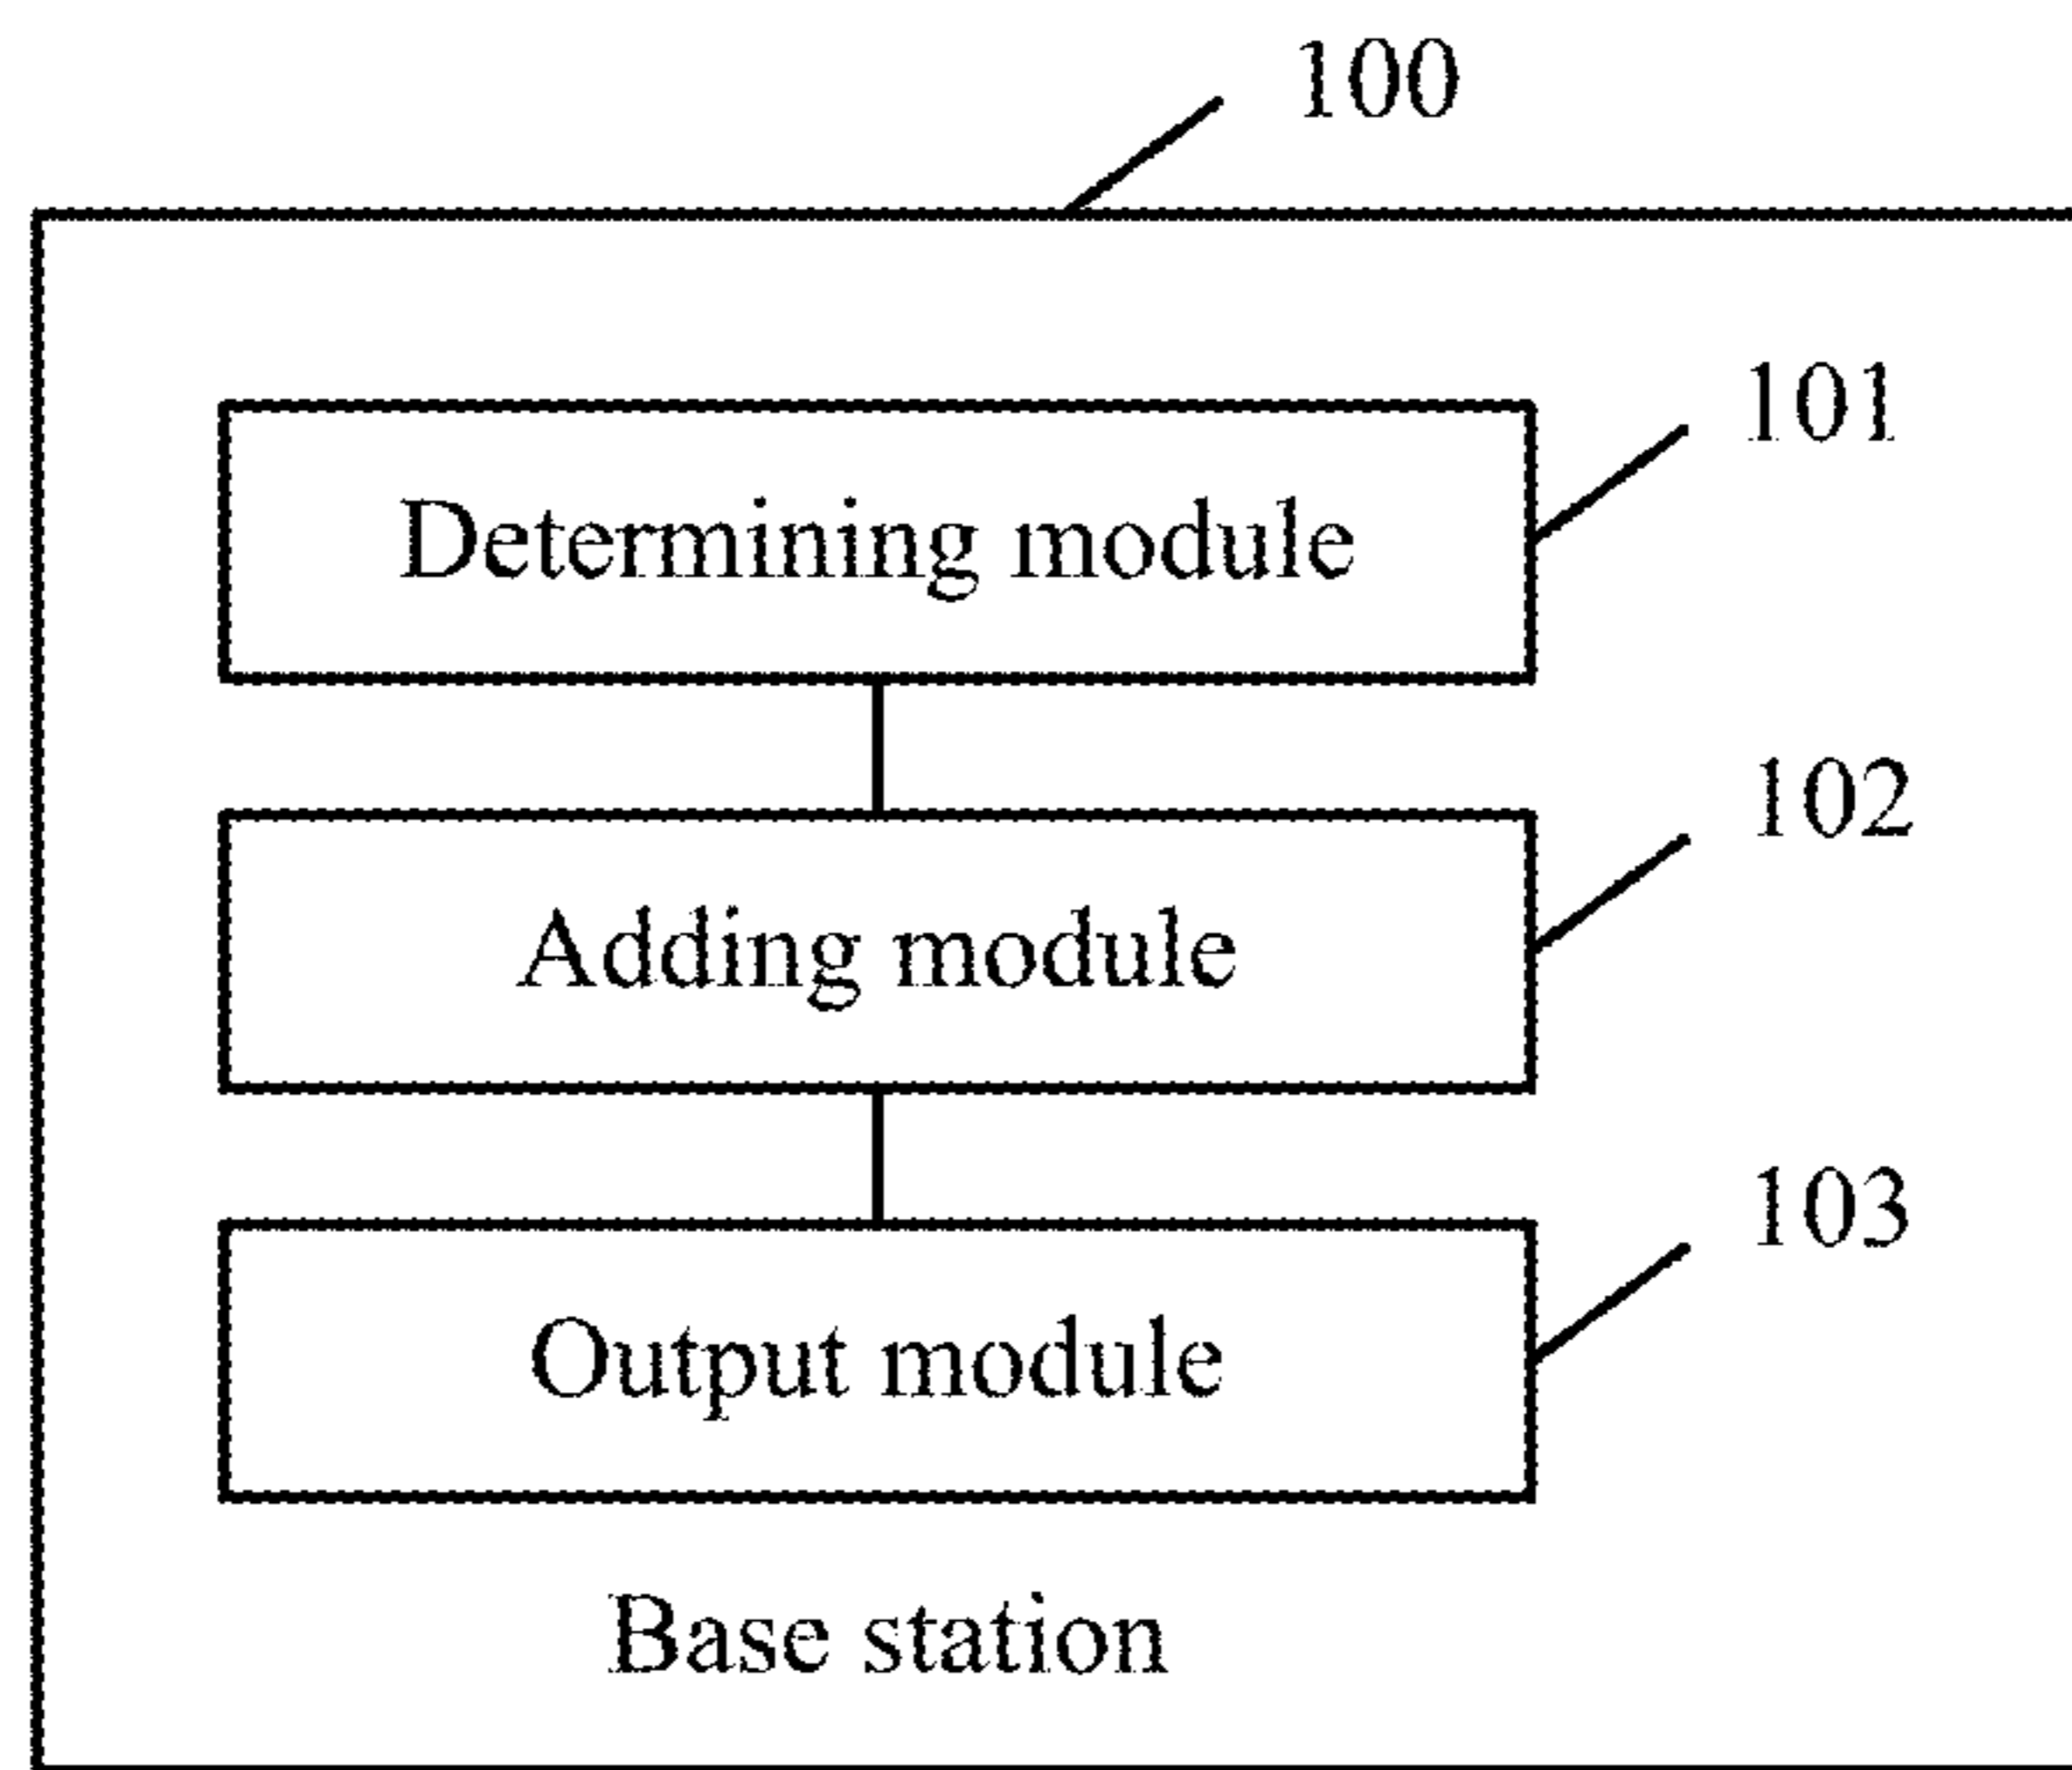 100
101
Determining module
102
Adding module
103
Output module
Base station